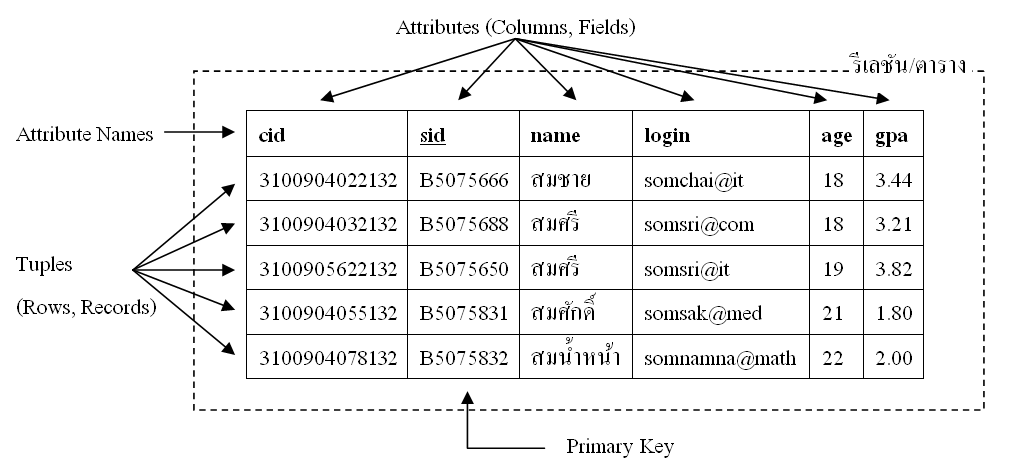 Attributes (Columns, Fields)
รีเลชัน/ตาราง
Attribute Names
cid sid name login age gpa
3100904022132 B5075666 สมชาย somchai@it 18 3.44
3100904032132 B5075688 สมศรี somsri@com 18 3.21
Tuples
3100905622132 B5075650 สมศรี somsri@it 19 3.82
(Rows, Records)
3100904055132 B5075831 สมศักดิ์ somsak@med 21 1.80
3100904078132 B5075832 สมน้ำหน้า somnamna@math 22 2.00
Primary Key